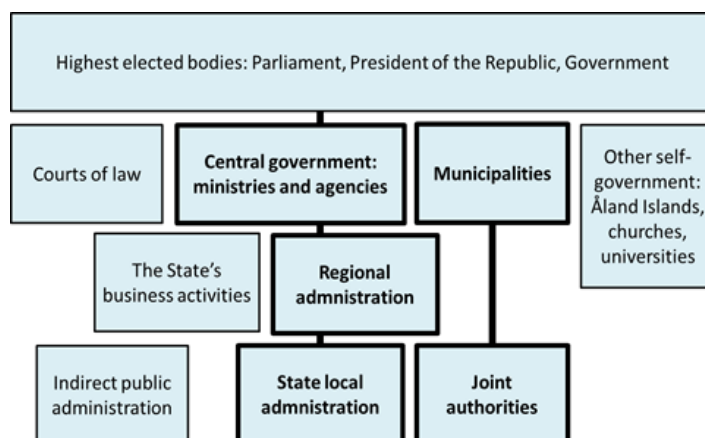 Highest elected bodies: Parliament, President of the Republic, Government
Courts of law
Central government:
ministries and agencies
Municipalities
Other self-
government:
Åland Islands,
churches,
universities
The State's
business activities
Regional
admnistration
Indirect public
administration
State local
admnistration
Joint
authorities